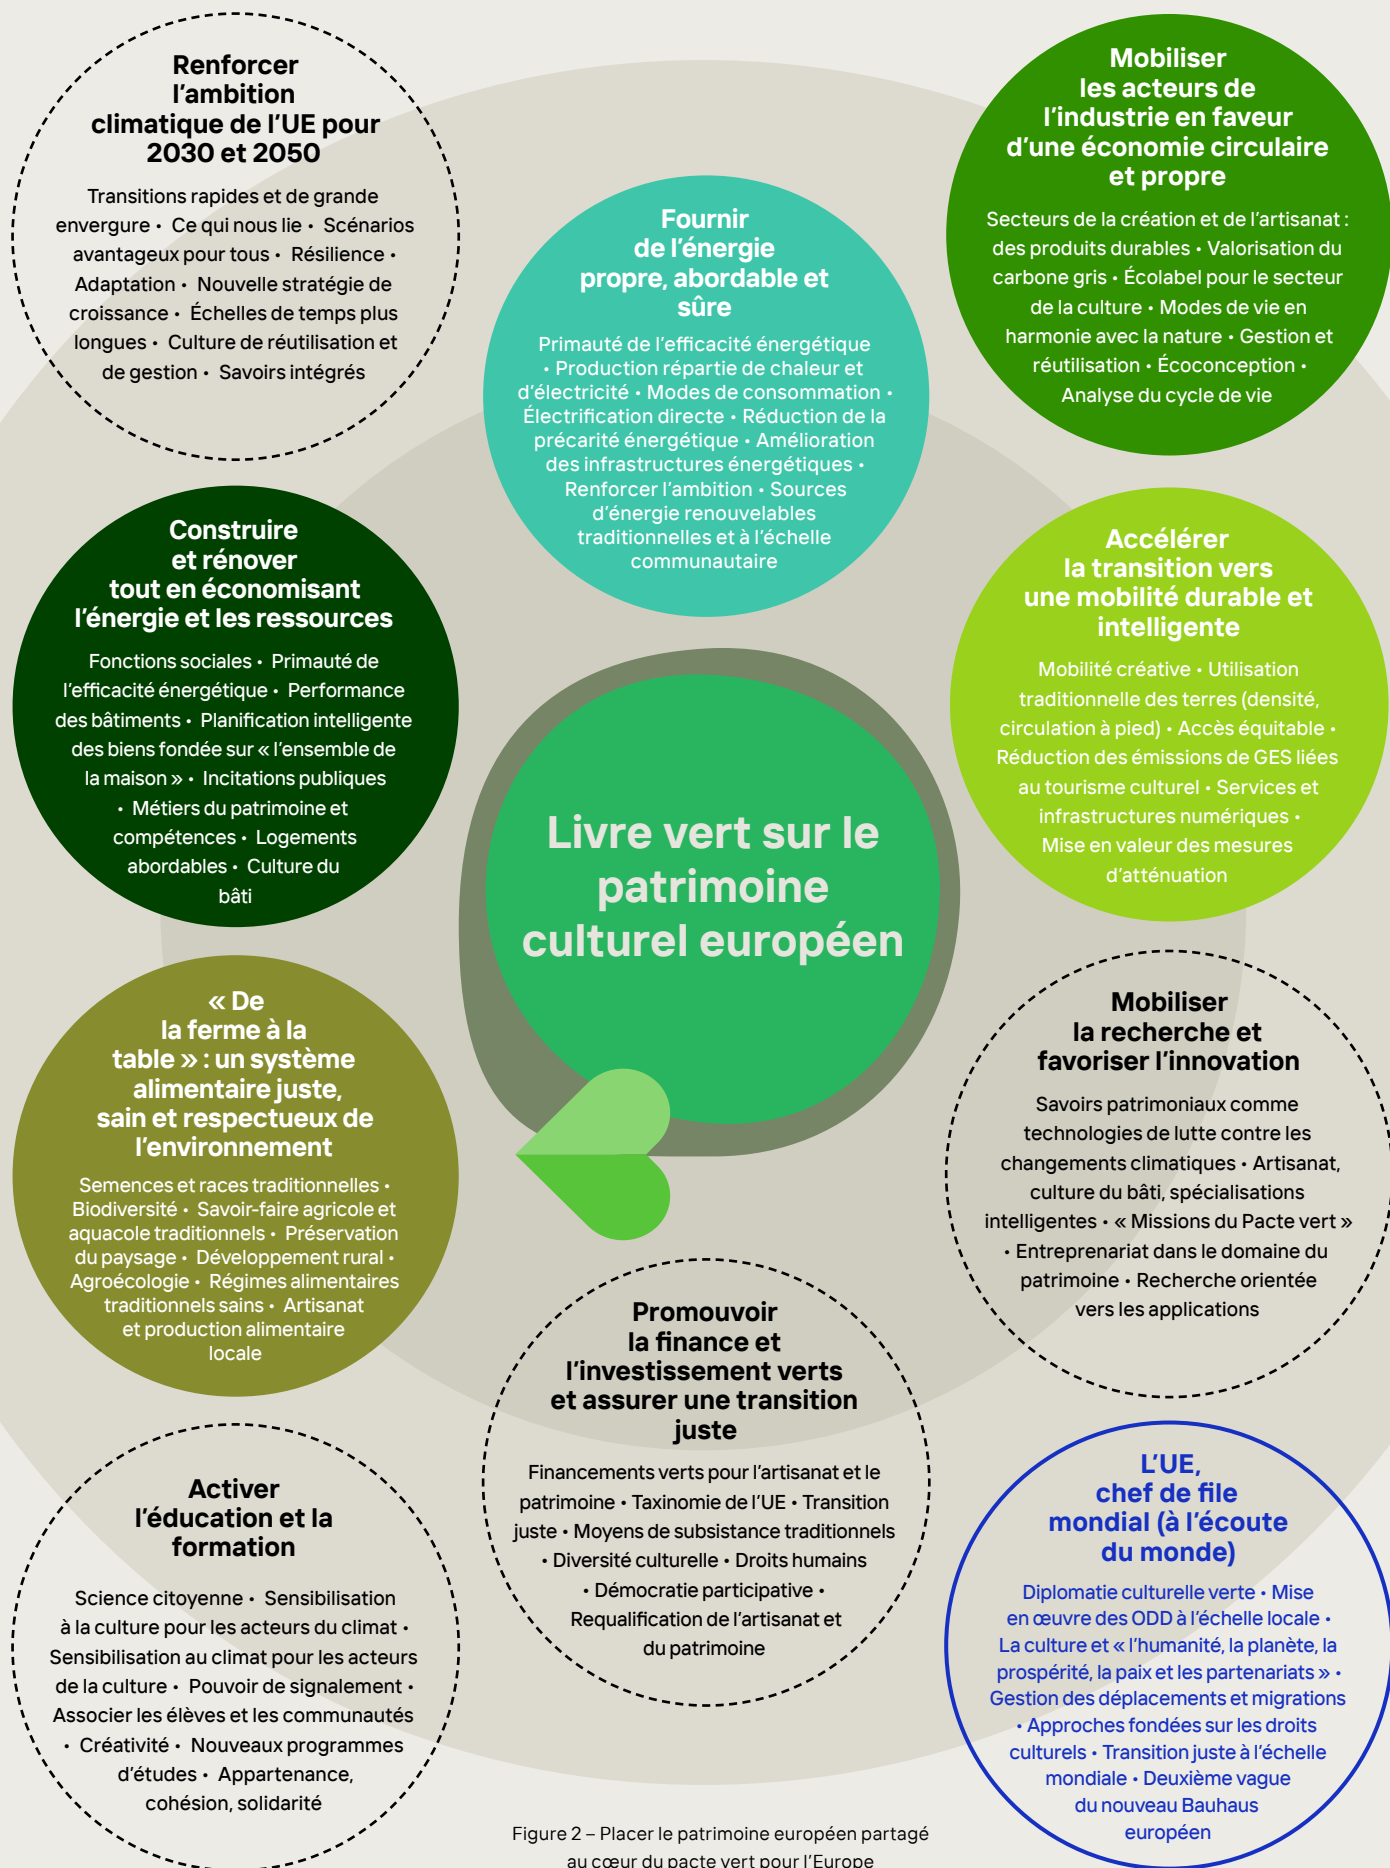 Renforcer
l’ambition
climatique de l’UE pour
2030 et 2050
Transitions rapides et de grande
envergure • Ce qui nous lie • Scénarios
avantageux pour tous • Résilience •
Adaptation • Nouvelle stratégie de
croissance • Échelles de temps plus
longues • Culture de réutilisation et
de gestion • Savoirs intégrés
Fournir
de l’énergie
propre, abordable et
sûre
Primauté de l’efficacité énergétique
• Production répartie de chaleur et
d’électricité • Modes de consommation •
Électrification directe • Réduction de la
précarité énergétique • Amélioration
des infrastructures énergétiques •
Renforcer l’ambition • Sources
d’énergie renouvelables
traditionnelles et à l’échelle
communautaire
Mobiliser
les acteurs de
l’industrie en faveur
d’une économie circulaire
et propre
Secteurs de la création et de l’artisanat :
des produits durables • Valorisation du
carbone gris • Écolabel pour le secteur
de la culture • Modes de vie en
harmonie avec la nature • Gestion et
réutilisation • Écoconception •
Analyse du cycle de vie
Construire
et rénover
tout en économisant
l’énergie et les ressources
Fonctions sociales • Primauté de
l’efficacité énergétique • Performance
des bâtiments • Planification intelligente
des biens fondée sur « l’ensemble de
la maison » • Incitations publiques
• Métiers du patrimoine et
compétences • Logements
abordables • Culture du
bâti
Accélérer
la transition vers
une mobilité durable et
intelligente
Mobilité créative • Utilisation
traditionnelle des terres (densité,
circulation à pied) • Accès équitable •
Réduction des émissions de GES liées
au tourisme culturel • Services et
infrastructures numériques •
Mise en valeur des mesures
d’atténuation
Livre vert sur le
patrimoine
culturel européen
« De
la ferme à la
table » : un système
alimentaire juste,
sain et respectueux de
l’environnement
Semences et races traditionnelles •
Biodiversité • Savoir-faire agricole et
aquacole traditionnels • Préservation
du paysage • Développement rural •
Agroécologie • Régimes alimentaires
traditionnels sains • Artisanat
et production alimentaire
locale
Mobiliser
la recherche et
favoriser l’innovation
Savoirs patrimoniaux comme
technologies de lutte contre les
changements climatiques • Artisanat,
culture du bâti, spécialisations
intelligentes • « Missions du Pacte vert »
• Entreprenariat dans le domaine du
patrimoine • Recherche orientée
vers les applications
Promouvoir
la finance et
l’investissement verts
et assurer une transition
juste
Financements verts pour l’artisanat et le
patrimoine • Taxinomie de l’UE • Transition
juste • Moyens de subsistance traditionnels
• Diversité culturelle • Droits humains
• Démocratie participative •
Requalification de l’artisanat et
du patrimoine
Activer
l’éducation et la
formation
Science citoyenne • Sensibilisation
à la culture pour les acteurs du climat •
Sensibilisation au climat pour les acteurs
de la culture • Pouvoir de signalement •
Associer les élèves et les communautés
• Créativité • Nouveaux programmes
d’études • Appartenance,
cohésion, solidarité
L’UE,
chef de file
mondial (à l’écoute
du monde)
Diplomatie culturelle verte • Mise
en œuvre des ODD à l’échelle locale •
La culture et « l’humanité, la planète, la
prospérité, la paix et les partenariats » •
Gestion des déplacements et migrations
• Approches fondées sur les droits
culturels • Transition juste à l’échelle
mondiale • Deuxième vague
du nouveau Bauhaus
européen
Figure 2 – Placer le patrimoine européen partagé
au cœur du pacte vert pour l’Europe